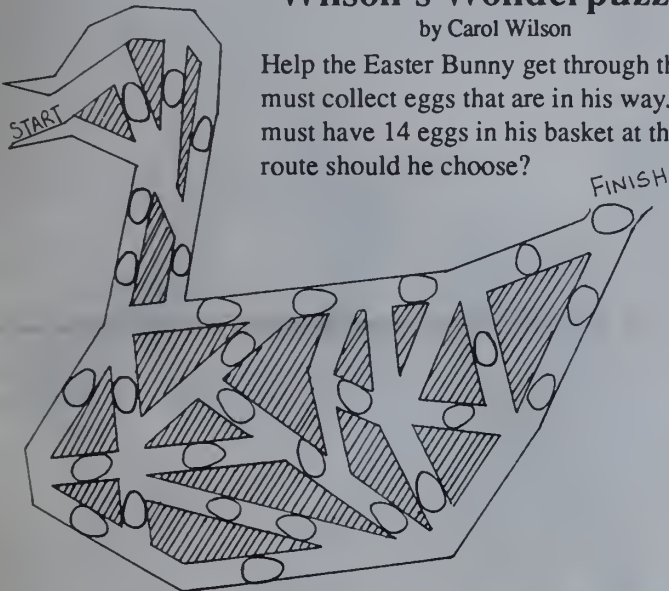 Wilson's Wonderpuzz
by Carol Wilson
Help the Easter Bunny get through th
must collect eggs that are in his way.
must have 14 eggs in his basket at th
route should he choose?
START
FINISH